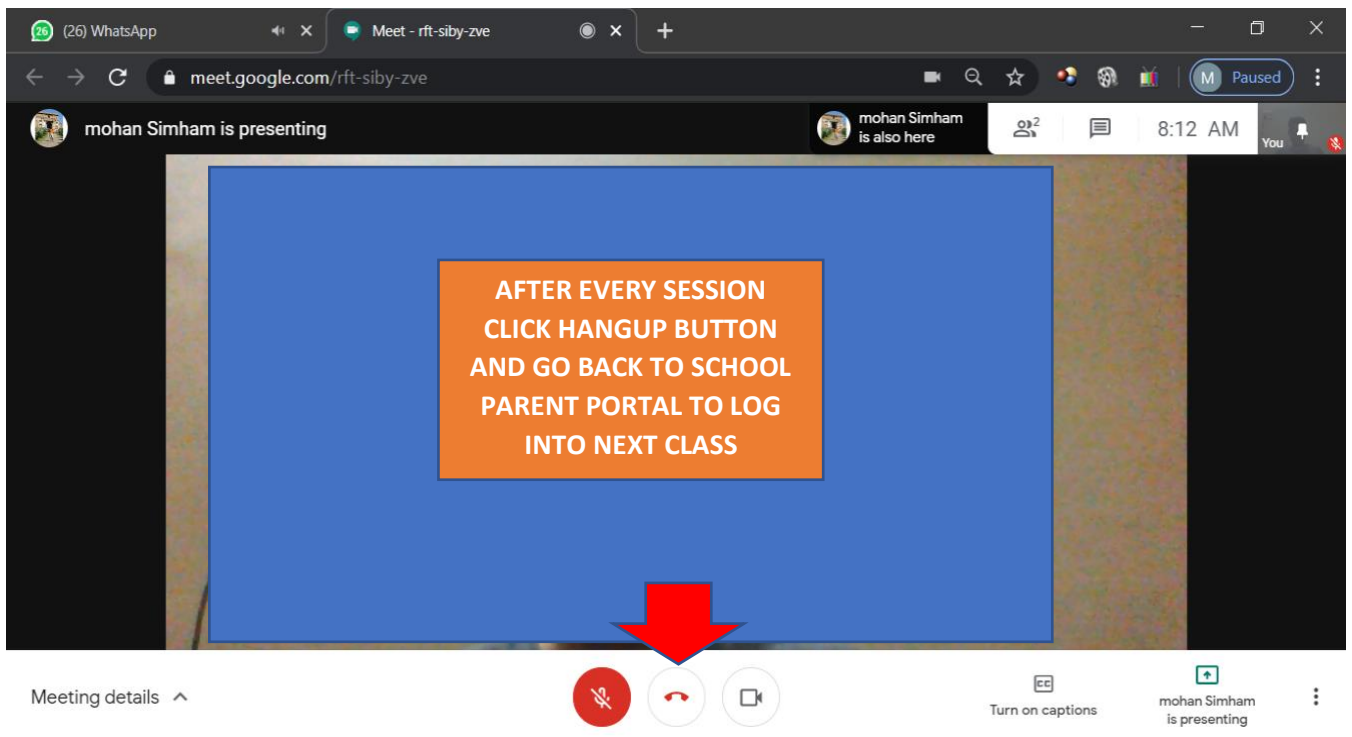 26 (26) WhatsApp
Meet - rft-siby-zve
meet.google.com/rft-siby-zve
M Paused
mohan Simham is presenting
mohan Simham
is also here
2
8:12 AM
You
AFTER EVERY SESSION
CLICK HANGUP BUTTON
AND GO BACK TO SCHOOL
PARENT PORTAL TO LOG
INTO NEXT CLASS
Meeting details
CC
Turn on captions
mohan Simham
is presenting